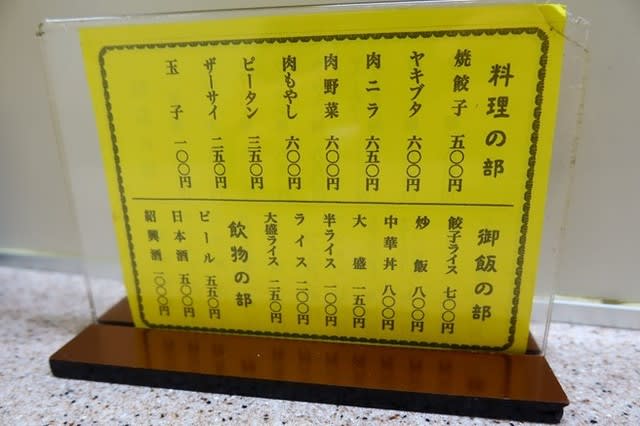 料理の部
焼餃子 五〇〇円
ヤキブタ 六〇〇円
肉ニラ 六五〇円
肉野菜 六〇〇円
肉もやし 六〇〇円
ピータン 三五〇円
ザーサイ 二五〇円
玉子 一〇〇円
御飯の部
餃子ライス 七〇〇円
炒飯 八〇〇円
中華丼 八〇〇円
大盛 一五〇円
半ライス 一〇〇円
ライス 二〇〇円
大盛ライス 二五〇円
飲物の部
ビール 五五〇円
日本酒 五〇〇円
紹興酒 一〇〇〇円